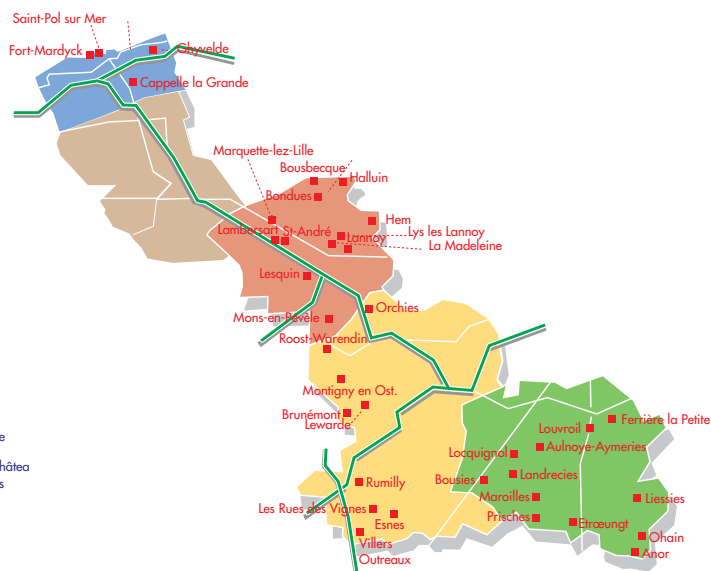 Saint-Pol sur Mer
Fort-Mardyck
Ghyvelde
Cappelle la Grande
Marquette-lez-Lille
Bousbecque
Halluin
Bondues
Hem
Lambersart
St-André
Lannoy
Lys les Lannoy
La Madeleine
Lesquin
Orchies
Mons-en-Pévèle
Roost-Warendin
Montigny en Ost.
Brunémont
Lewarde
Ferrière la Petite
Louvroil
Aulnoye-Aymeries
Locquignol
e
hâtea
s
Bousies
Landrecies
Rumilly
Maroilles
Liessies
Les Rues des Vignes
Esnes
Prisches
Etrœungt
Villers
Outreaux
Ohain
Anor